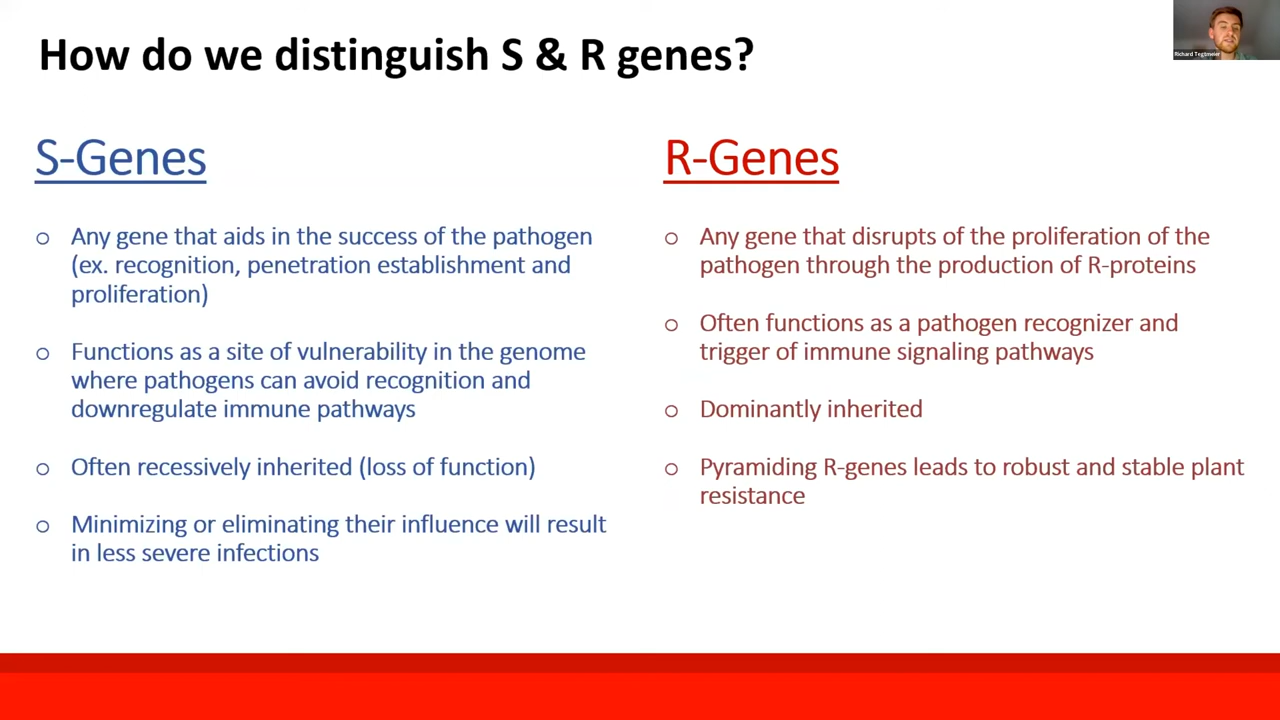 How do we distinguish S & R genes?
Richard Tegtmeier
S-Genes
o Any gene that aids in the success of the pathogen
(ex. recognition, penetration establishment and
proliferation)
o Functions as a site of vulnerability in the genome
where pathogens can avoid recognition and
downregulate immune pathways
o Often recessively inherited (loss of function)
o Minimizing or eliminating their influence will result
in less severe infections
R-Genes
o Any gene that disrupts of the proliferation of the
pathogen through the production of R-proteins
o Often functions as a pathogen recognizer and
trigger of immune signaling pathways
o Dominantly inherited
o Pyramiding R-genes leads to robust and stable plant
resistance